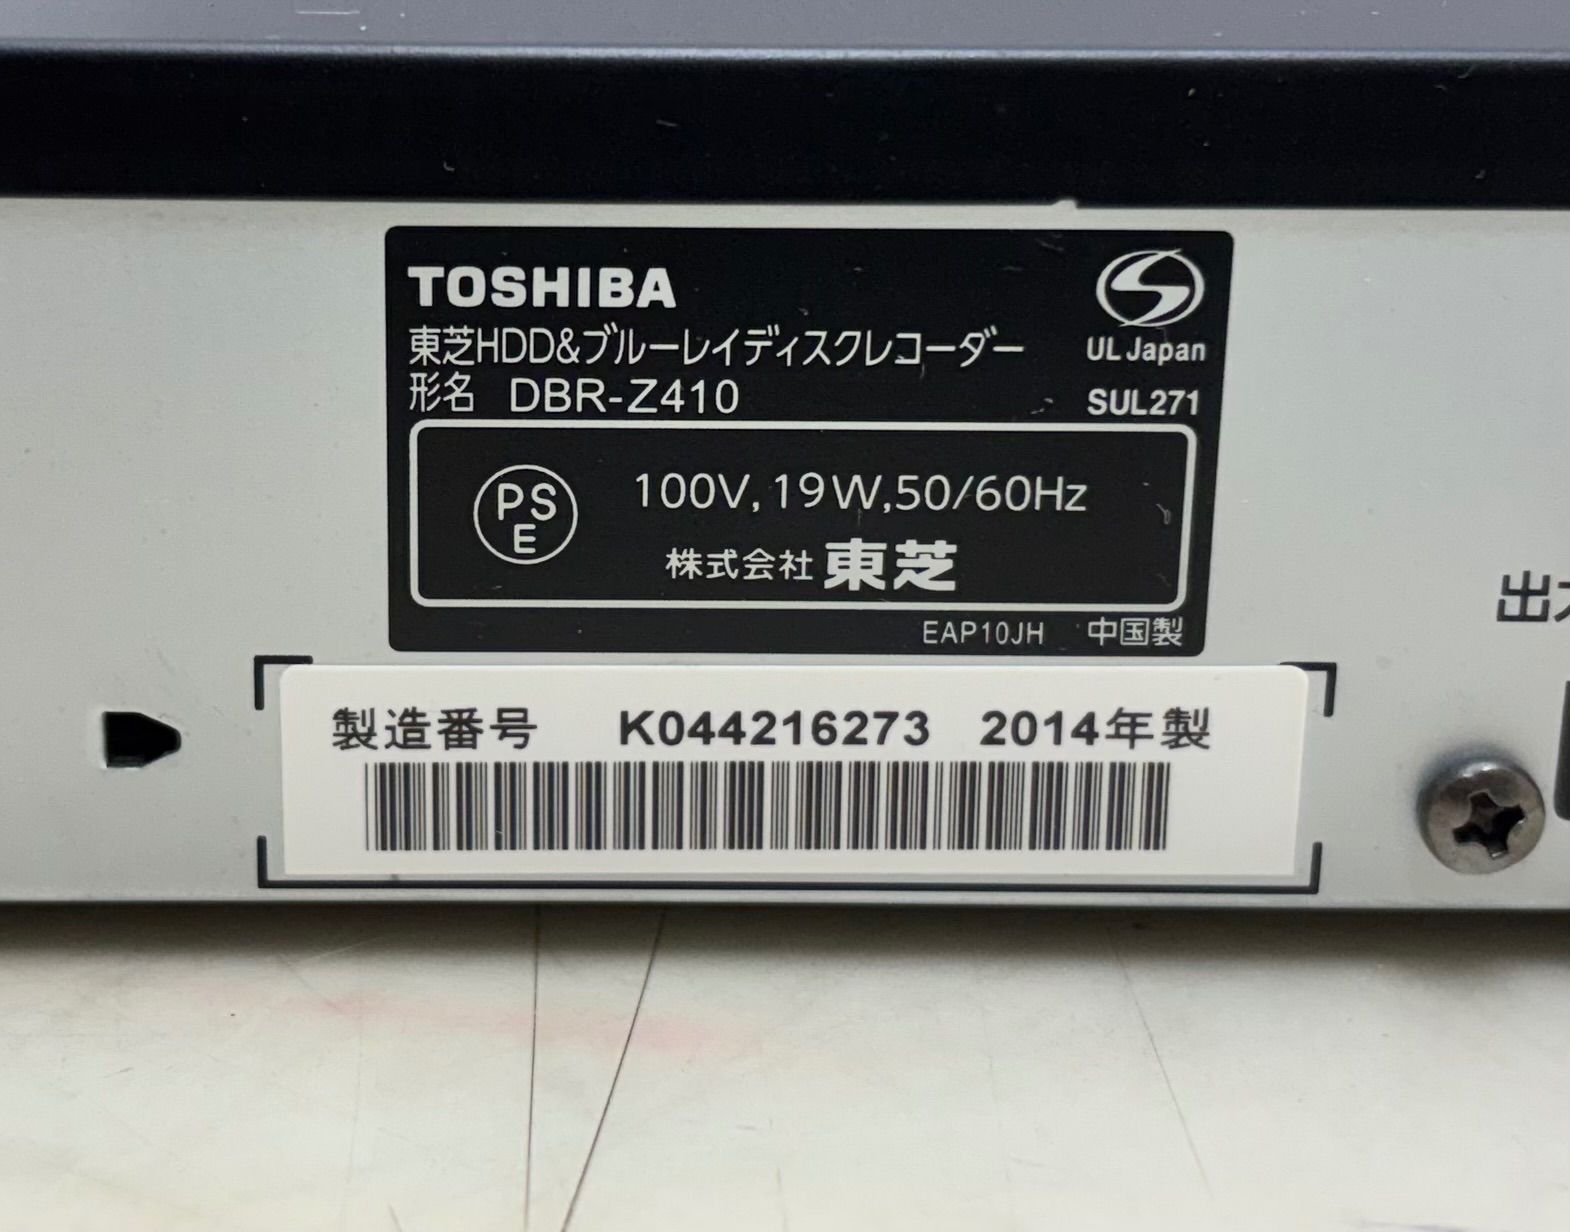 TOSHIBA
東芝HDD&ブルーレイディスクレコーダー
形名 DBR-Z410
UL Japan
SUL271
PS
E
100V, 19W,50/60Hz
株式会社 東芝
EAP10JH 中国製
製造番号 K044216273 2014年製
出